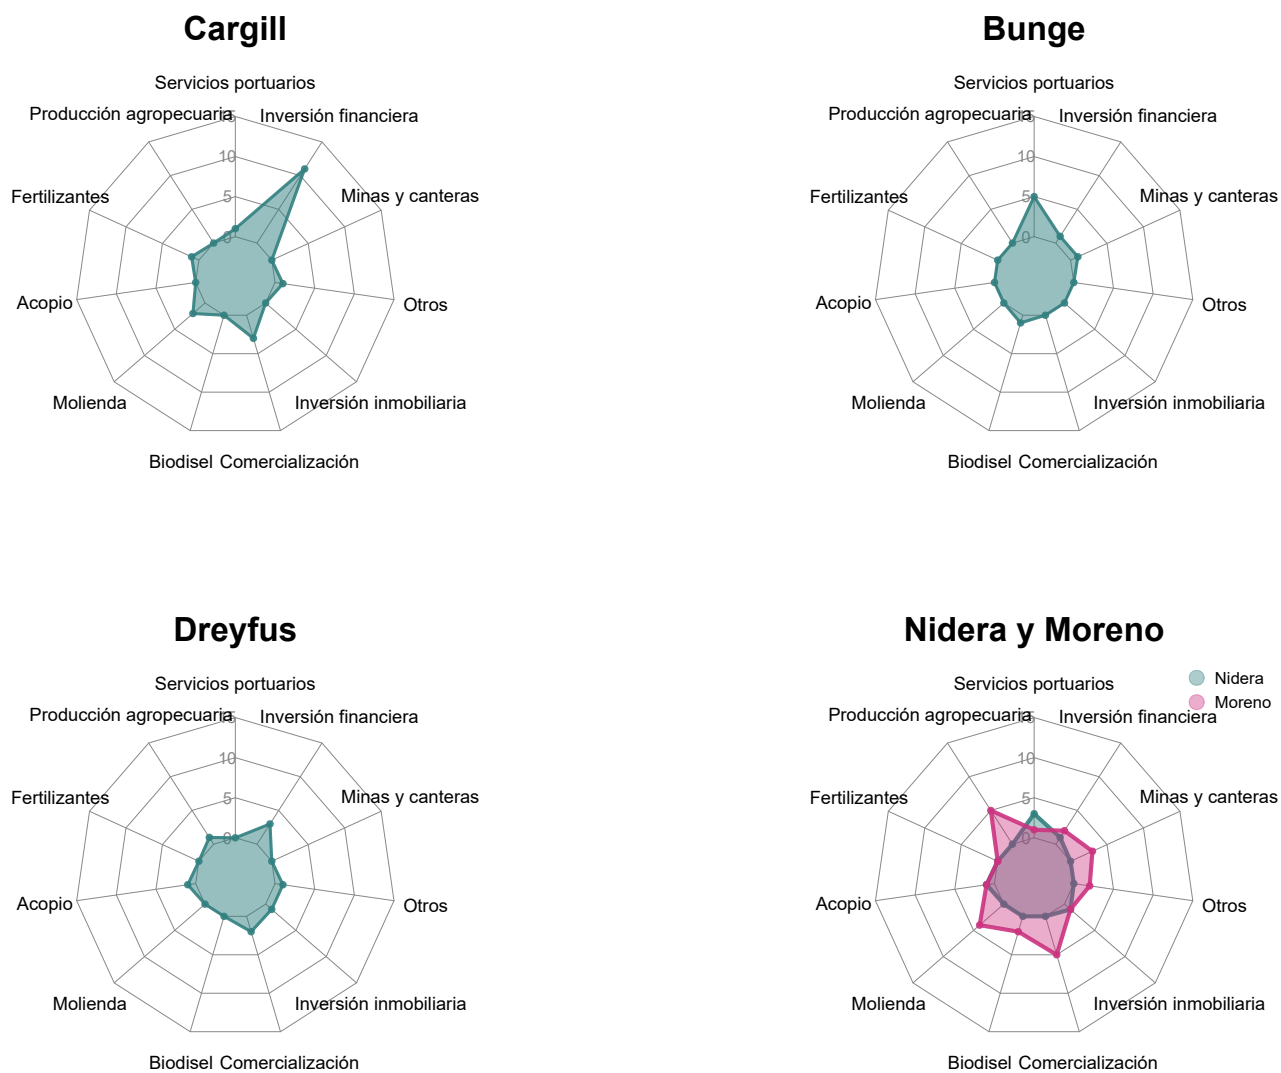 Cargill
Servicios portuarios
Producción agropecuaria
15
Inversión financiera
10
Fertilizantes
5
Minas y canteras
0
Acopio
Otros
Molienda
Inversión inmobiliaria
Biodisel
Comercialización
Bunge
Servicios portuarios
Producción agropecuaria
15
Inversión financiera
10
Fertilizantes
5
Minas y canteras
0
Acopio
Otros
Molienda
Inversión inmobiliaria
Biodisel
Comercialización
Dreyfus
Servicios portuarios
Producción agropecuaria
15
Inversión financiera
10
Fertilizantes
5
Minas y canteras
0
Acopio
Otros
Molienda
Inversión inmobiliaria
Biodisel
Comercialización
Nidera y Moreno
Nidera
Moreno
Servicios portuarios
Producción agropecuaria
15
Inversión financiera
10
Fertilizantes
5
Minas y canteras
0
Acopio
Otros
Molienda
Inversión inmobiliaria
Biodisel
Comercialización